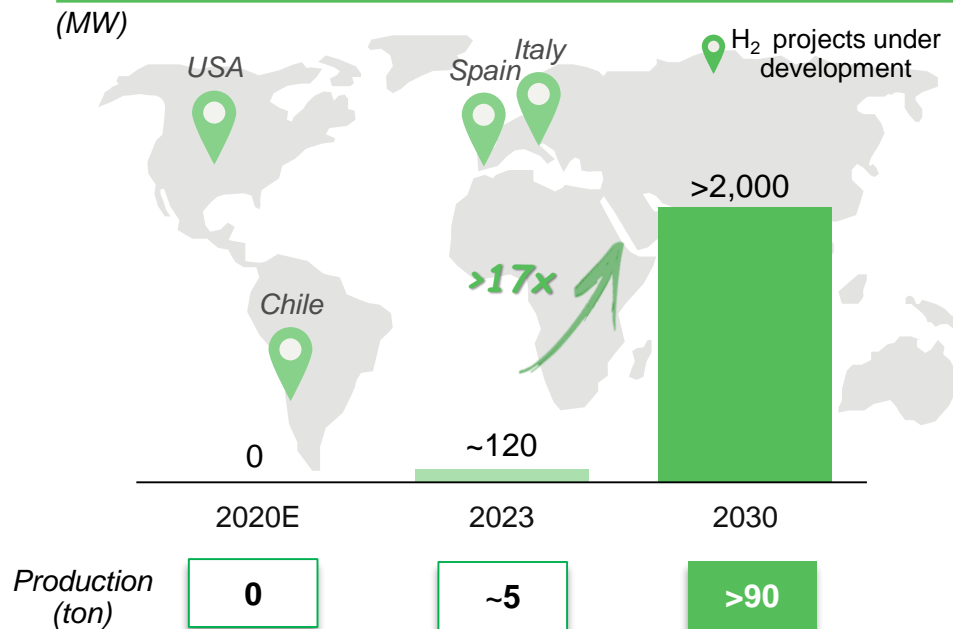 (MW)
H2 projects under
development
USA
Spain
Italy
Chile
>17x
0
~120
>2,000
2020E
2023
2030
Production
(ton)
0
~5
>90